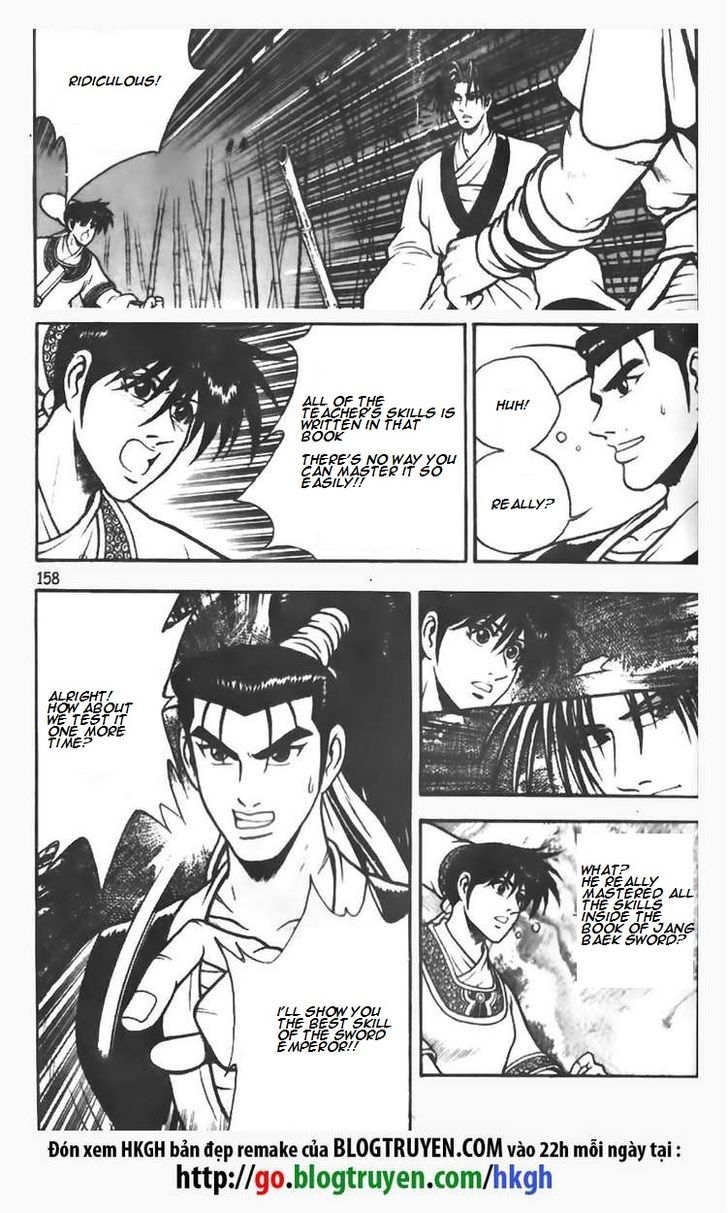 RIDICULOUS!
ALL OF THE
TEACHER'S SKILLS IS
WRITTEN IN THAT
BOOK
THERE'S NO WAY YOU
CAN MASTER IT SO
EASILY!!
HUH!
REALLY?
158
ALRIGHT!
HOW ABOUT
WE TEST IT
ONE MORE
TIME?
I'LL SHOW YOU
THE BEST SKILL
OF THE SWORD
EMPEROR!!
WHAT?
HE REALLY
MASTERED ALL
THE SKILLS
INSIDE THE
BOOK OF JANG
BAEK SWORD?
Đón xem HKGH bản đẹp remake của BLOGTRUYEN.COM vào 22h mỗi ngày tại :
http://go.blogtruyen.com/hkgh